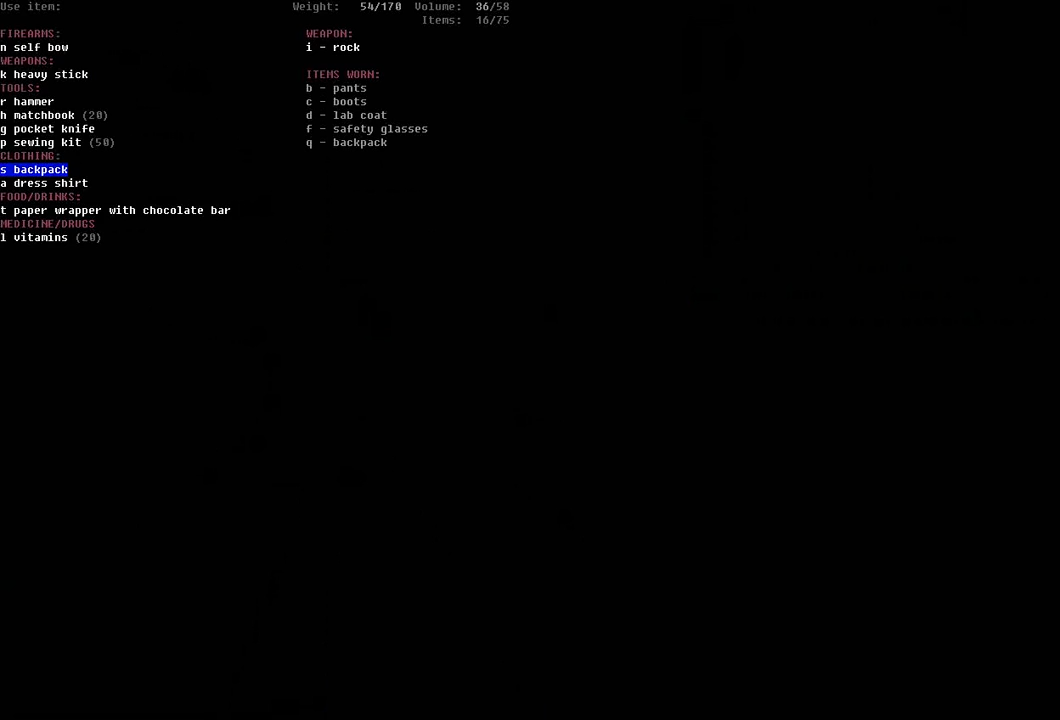 Use item: Weight: 54/170 Volume: 36/58
Items: 16/75
FIREARMS: WEAPON:
n self bow i - rock
WEAPONS:
k heavy stick ITEMS WORN:
TOOLS: b - pants
r hammer c - boots
h matchbook (20) d - lab coat
g pocket knife f - safety glasses
p sewing kit (50) q - backpack
CLOTHING:
s backpack
a dress shirt
FOOD/DRINKS:
t paper wrapper with chocolate bar
MEDICINE/DRUGS
l vitamins (20)